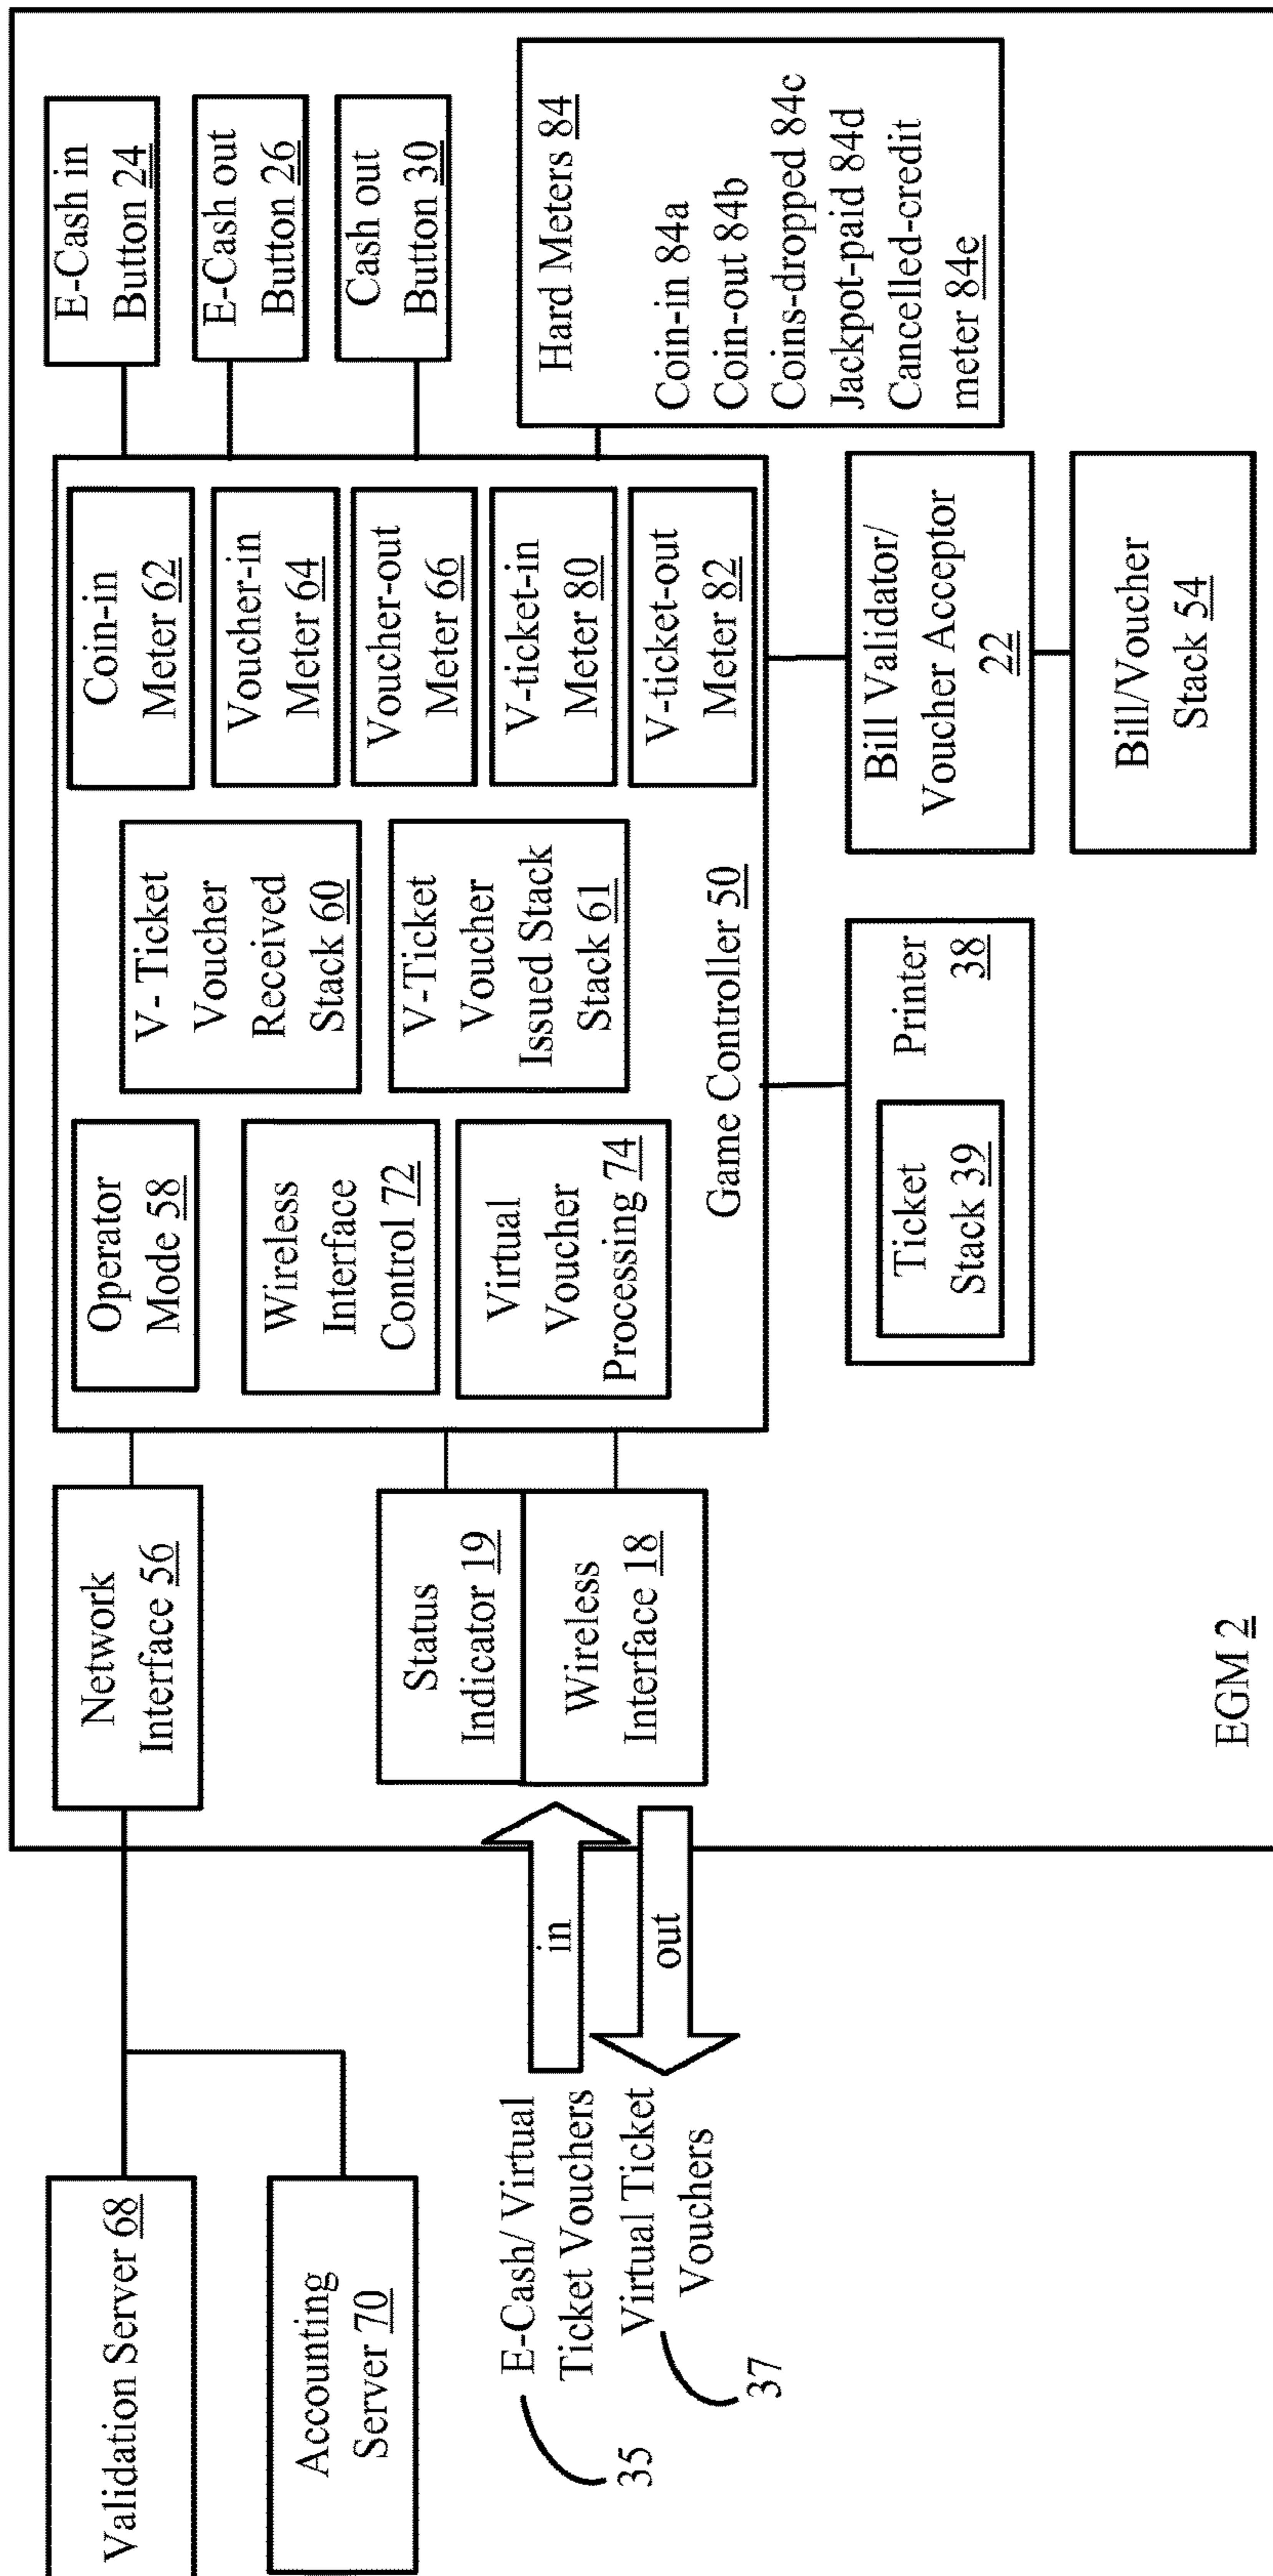 Validation Server 68
Accounting
Server 70
E-Cash/ Virtual
Ticket Vouchers
Virtual Ticket
Vouchers
35
37
in
out
Network
Interface 56
Status
Indicator 19
Wireless
Interface 18
EGM 2
Operator
Mode 58
Wireless
Interface
Control 72
Virtual
Voucher
Processing 74
V- Ticket
Voucher
Received
Stack 60
V-Ticket
Voucher
Issued Stack
Stack 61
Game Controller 50
Coin-in
Meter 62
Voucher-in
Meter 64
Voucher-out
Meter 66
V-ticket-in
Meter 80
V-ticket-out
Meter 82
Printer
38
Ticket
Stack 39
Bill Validator/
Voucher Acceptor
22
Bill/Voucher
Stack 54
E-Cash in
Button 24
E-Cash out
Button 26
Cash out
Button 30
Hard Meters 84
Coin-in 84a
Coin-out 84b
Coins-dropped 84c
Jackpot-paid 84d
Cancelled-credit
meter 84e